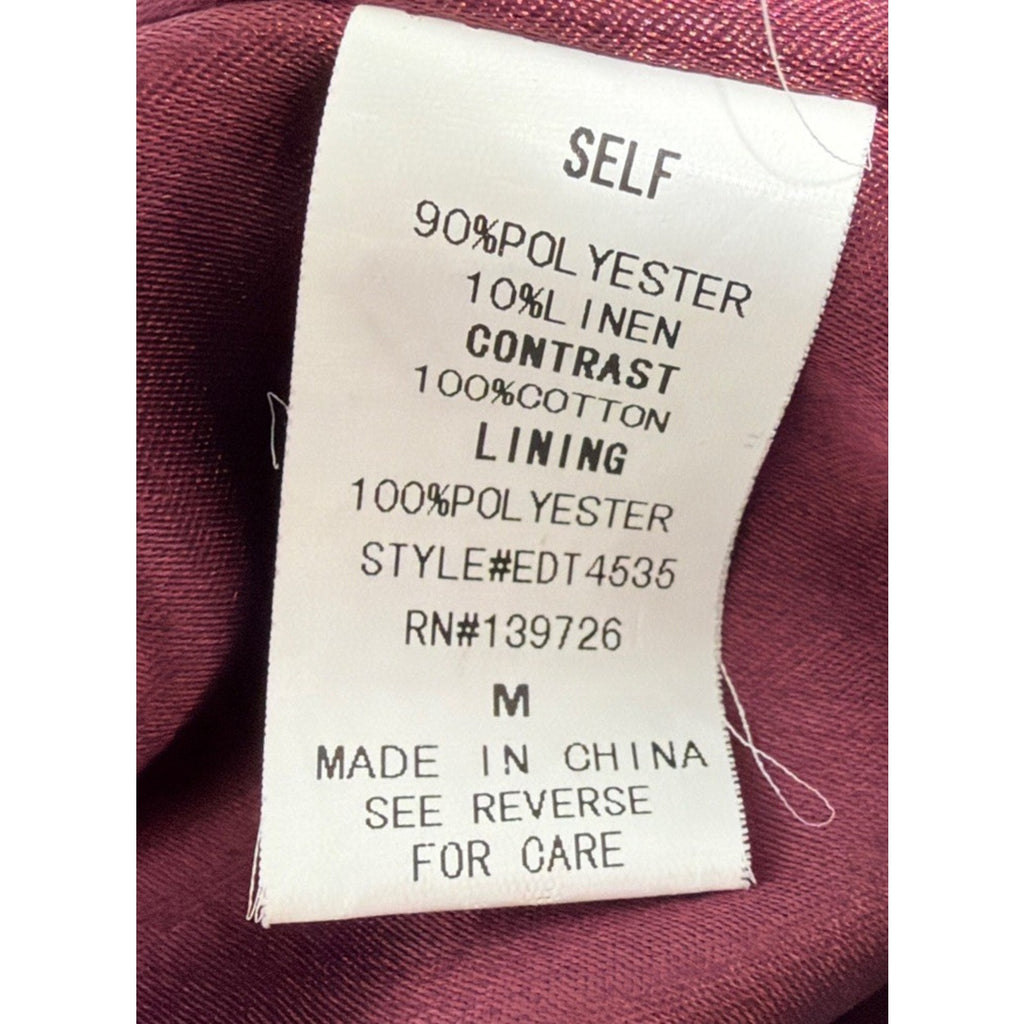 SELF
90%POLYESTER
10%LINEN
CONTRAST
100%COTTON
LINING
100%POLYESTER
STYLE#EDT4535
RN#139726
M
MADE IN CHINA
SEE REVERSE
FOR CARE